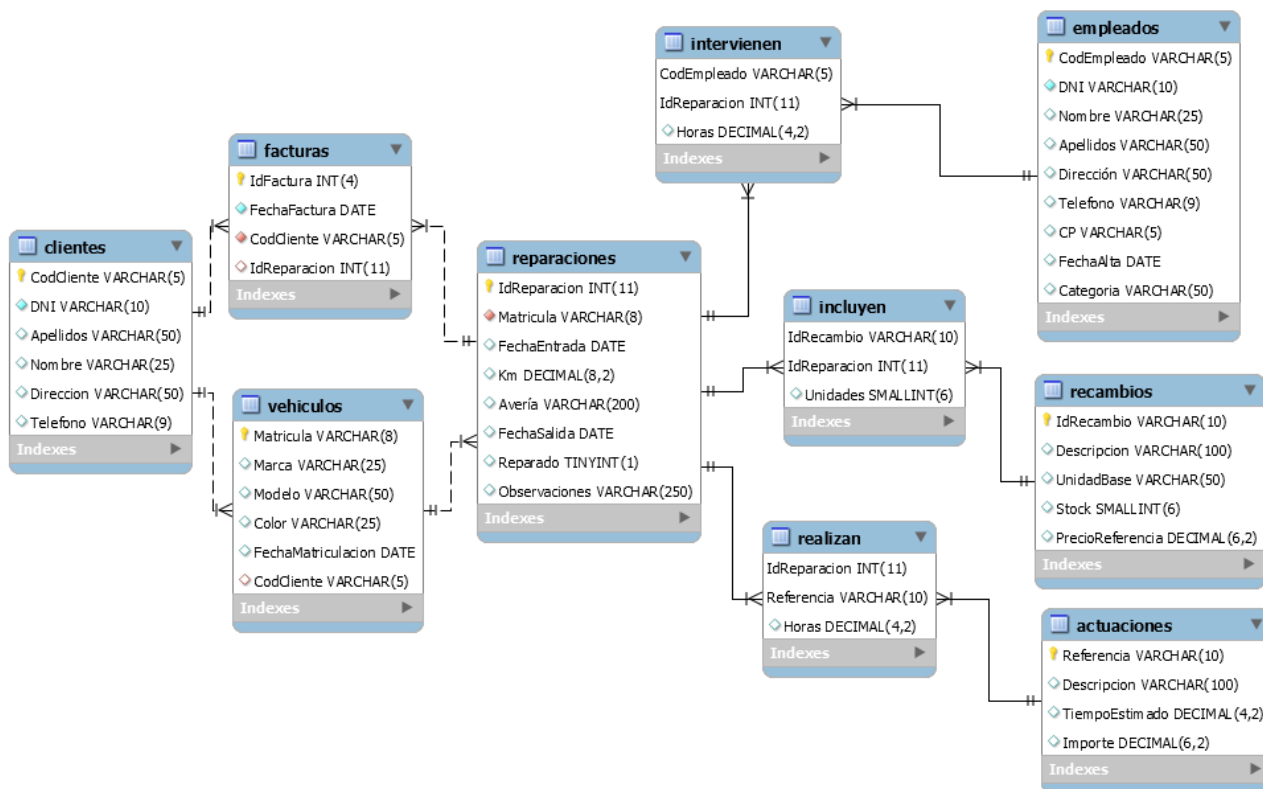 clientes
CodCliente VARCHAR(5)
DNI VARCHAR(10)
Apellidos VARCHAR(50)
Nombre VARCHAR(25)
Direccion VARCHAR(50)
Telefono VARCHAR(9)
Indexes
facturas
IdFactura INT(4)
FechaFactura DATE
CodCliente VARCHAR(5)
IdReparacion INT(11)
Indexes
vehiculos
Matricula VARCHAR(8)
Marca VARCHAR(25)
Modelo VARCHAR(50)
Color VARCHAR(25)
FechaMatriculacion DATE
CodCliente VARCHAR(5)
Indexes
reparaciones
IdReparacion INT(11)
Matricula VARCHAR(8)
FechaEntrada DATE
Km DECIMAL(8,2)
Avería VARCHAR(200)
FechaSalida DATE
Reparado TINYINT(1)
Observaciones VARCHAR(250)
Indexes
intervienen
CodEmpleado VARCHAR(5)
IdReparacion INT(11)
Horas DECIMAL(4,2)
Indexes
incluyen
IdRecambio VARCHAR(10)
IdReparacion INT(11)
Unidades SMALLINT(6)
Indexes
realizan
IdReparacion INT(11)
Referencia VARCHAR(10)
Horas DECIMAL(4,2)
Indexes
empleados
CodEmpleado VARCHAR(5)
DNI VARCHAR(10)
Nombre VARCHAR(25)
Apellidos VARCHAR(50)
Dirección VARCHAR(50)
Telefono VARCHAR(9)
CP VARCHAR(5)
FechaAlta DATE
Categoria VARCHAR(50)
Indexes
recambios
IdRecambio VARCHAR(10)
Descripcion VARCHAR(100)
UnidadBase VARCHAR(50)
Stock SMALLINT(6)
PrecioReferencia DECIMAL(6,2)
Indexes
actuaciones
Referencia VARCHAR(10)
Descripcion VARCHAR(100)
TiempoEstimado DECIMAL(4,2)
Importe DECIMAL(6,2)
Indexes